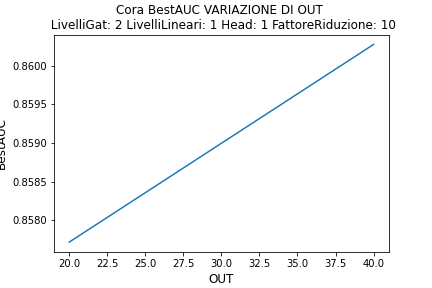 Cora BestAUC VARIAZIONE DI OUT
LivelliGat: 2 LivelliLineari: 1 Head: 1 FattoreRiduzione: 10
BestAUC
0.8600
0.8595
0.8590
0.8585
0.8580
20.0 22.5 25.0 27.5 30.0 32.5 35.0 37.5 40.0
OUT